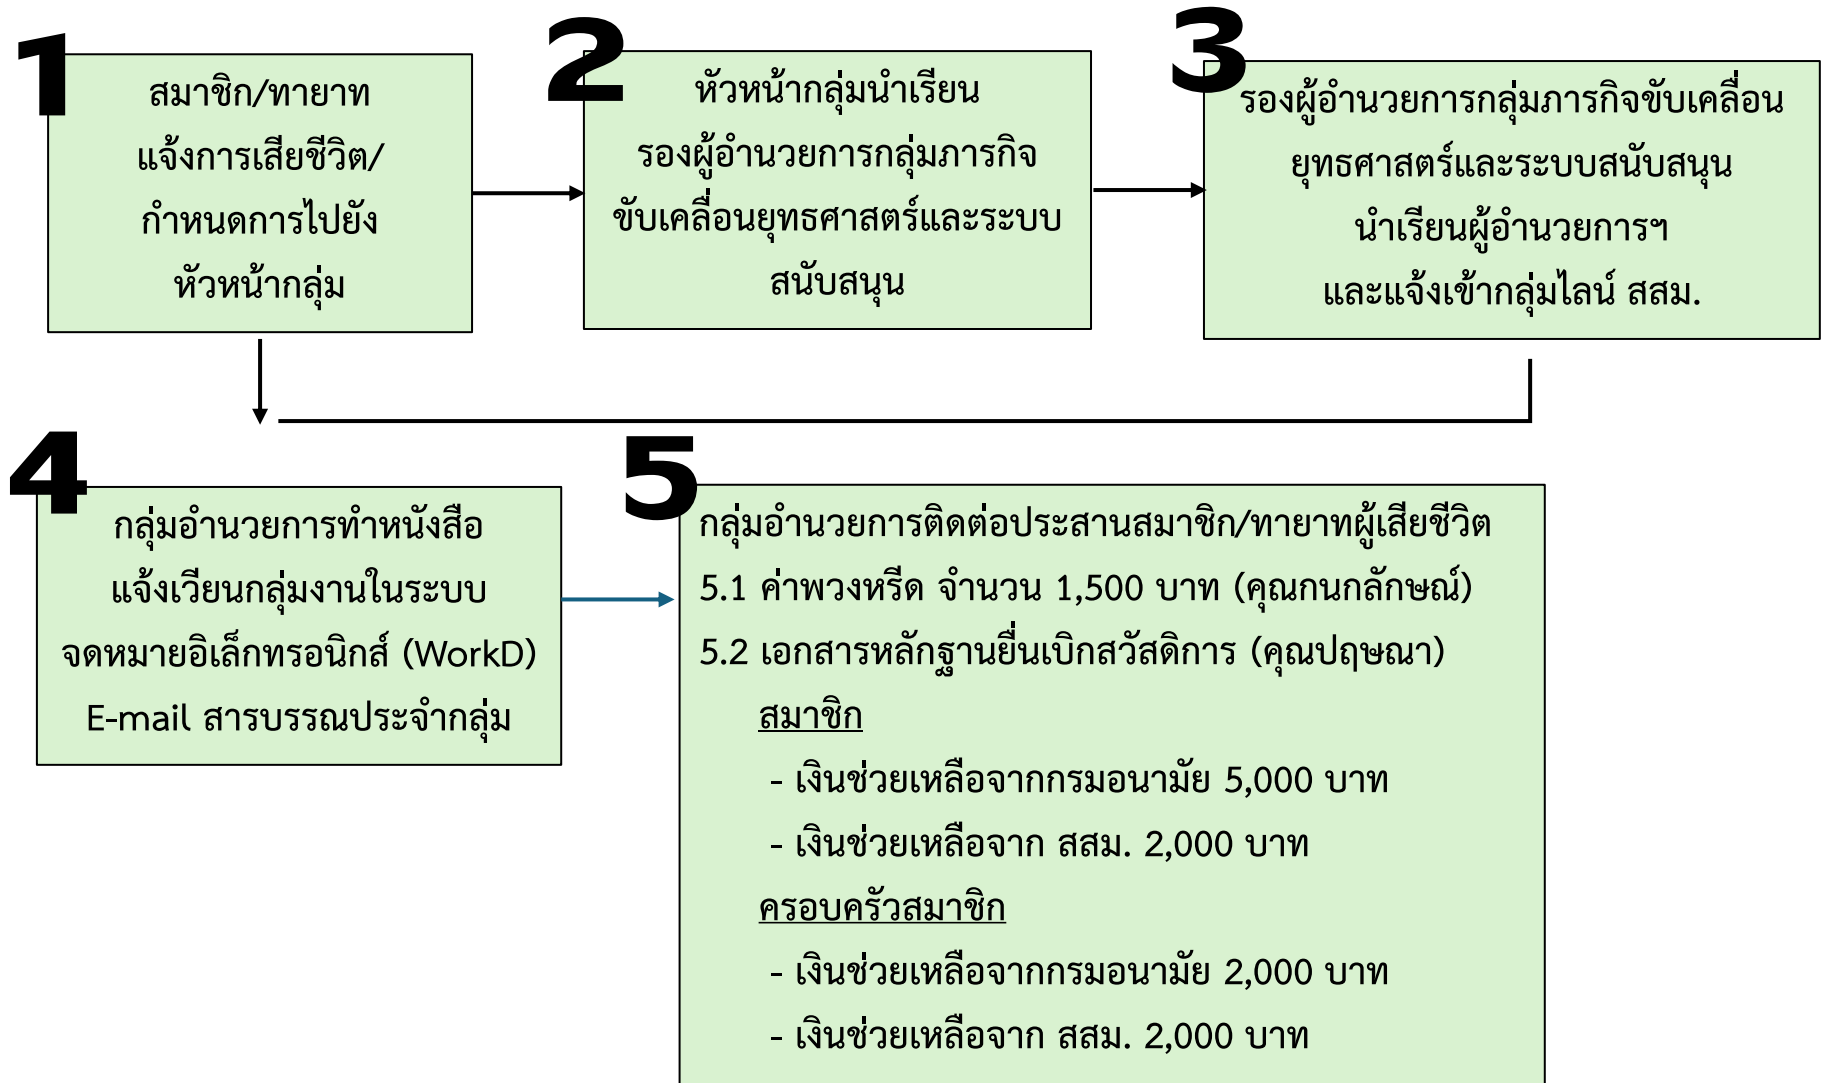 1
สมาชิก/ทายาท
แจ้งการเสียชีวิต/
กำหนดการไปยัง
หัวหน้ากลุ่ม
2
หัวหน้ากลุ่มนำเรียน
รองผู้อำนวยการกลุ่มภารกิจ
ขับเคลื่อนยุทธศาสตร์และระบบ
สนับสนุน
3
รองผู้อำนวยการกลุ่มภารกิจขับเคลื่อน
ยุทธศาสตร์และระบบสนับสนุน
นำเรียนผู้อำนวยการฯ
และแจ้งเข้ากลุ่มไลน์ สสม.
4
กลุ่มอำนวยการทำหนังสือ
แจ้งเวียนกลุ่มงานในระบบ
จดหมายอิเล็กทรอนิกส์ (WorkD)
E-mail สารบรรณประจำกลุ่ม
5
กลุ่มอำนวยการติดต่อประสานสมาชิก/ทายาทผู้เสียชีวิต
5.1 ค่าพวงหรีด จำนวน 1,500 บาท (คุณกนกลักษณ์)
5.2 เอกสารหลักฐานยื่นเบิกสวัสดิการ (คุณปฤษณา)
สมาชิก
- เงินช่วยเหลือจากกรมอนามัย 5,000 บาท
- เงินช่วยเหลือจาก สสม. 2,000 บาท
ครอบครัวสมาชิก
- เงินช่วยเหลือจากกรมอนามัย 2,000 บาท
- เงินช่วยเหลือจาก สสม. 2,000 บาท